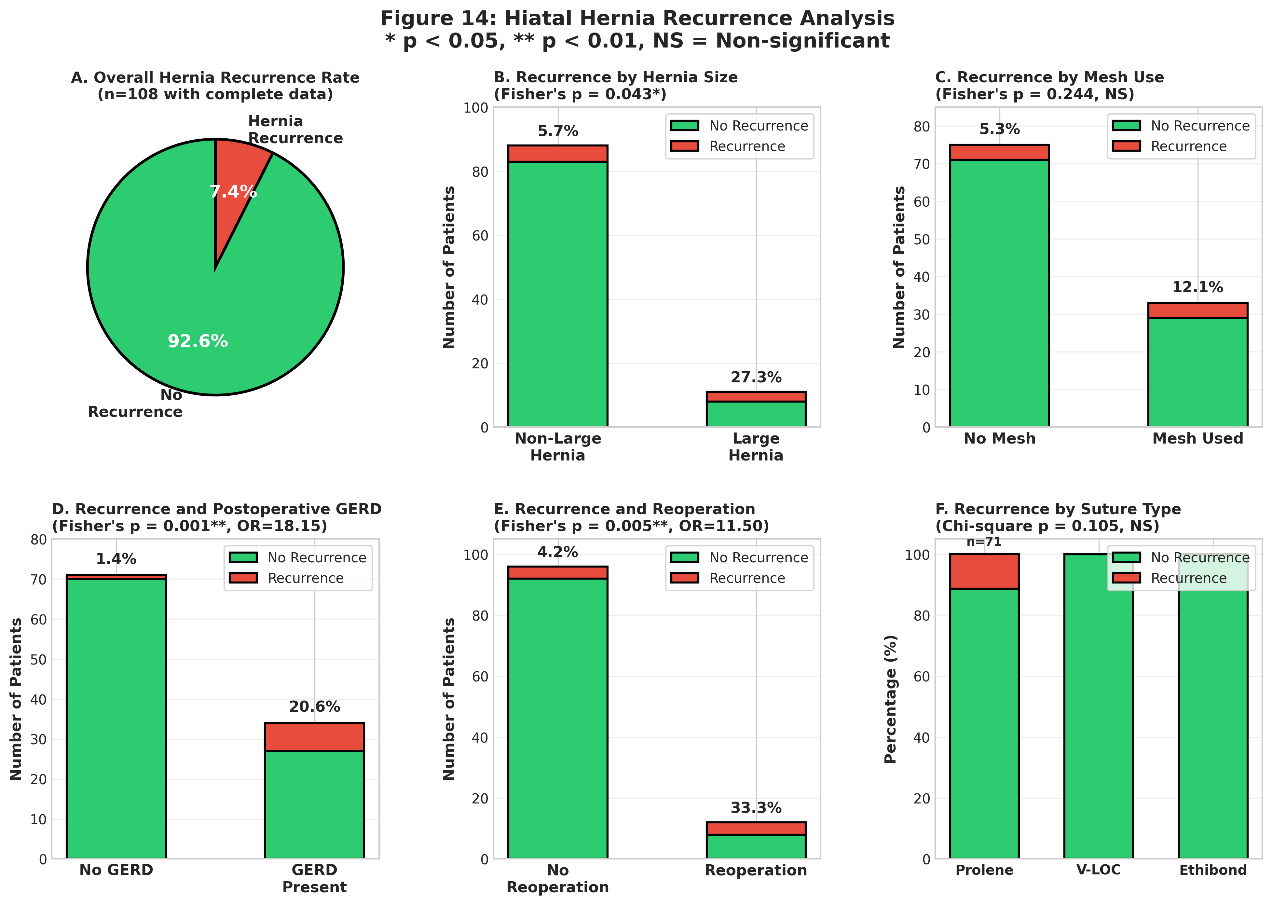 Figure 14: Hiatal Hernia Recurrence Analysis
* p < 0.05, ** p < 0.01, NS = Non-significant
A. Overall Hernia Recurrence Rate
(n=108 with complete data)
Hernia
Recurrence
7.4%
92.6%
No
Recurrence
B. Recurrence by Hernia Size
(Fisher's p = 0.043*)
Number of Patients
100
80
60
40
20
0
5.7%
27.3%
No Recurrence
Recurrence
Non-Large
Hernia
Large
Hernia
C. Recurrence by Mesh Use
(Fisher's p = 0.244, NS)
Number of Patients
80
70
60
50
40
30
20
10
0
5.3%
12.1%
No Recurrence
Recurrence
No Mesh
Mesh Used
D. Recurrence and Postoperative GERD
(Fisher's p = 0.001**, OR=18.15)
Number of Patients
80
70
60
50
40
30
20
10
0
1.4%
20.6%
No Recurrence
Recurrence
No GERD
GERD
Present
E. Recurrence and Reoperation
(Fisher's p = 0.005**, OR=11.50)
Number of Patients
100
80
60
40
20
0
4.2%
33.3%
No Recurrence
Recurrence
No
Reoperation
Reoperation
F. Recurrence by Suture Type
(Chi-square p = 0.105, NS)
n=71
Percentage (%)
100
80
60
40
20
0
No Recurrence
Recurrence
Prolene
V-LOC
Ethibond